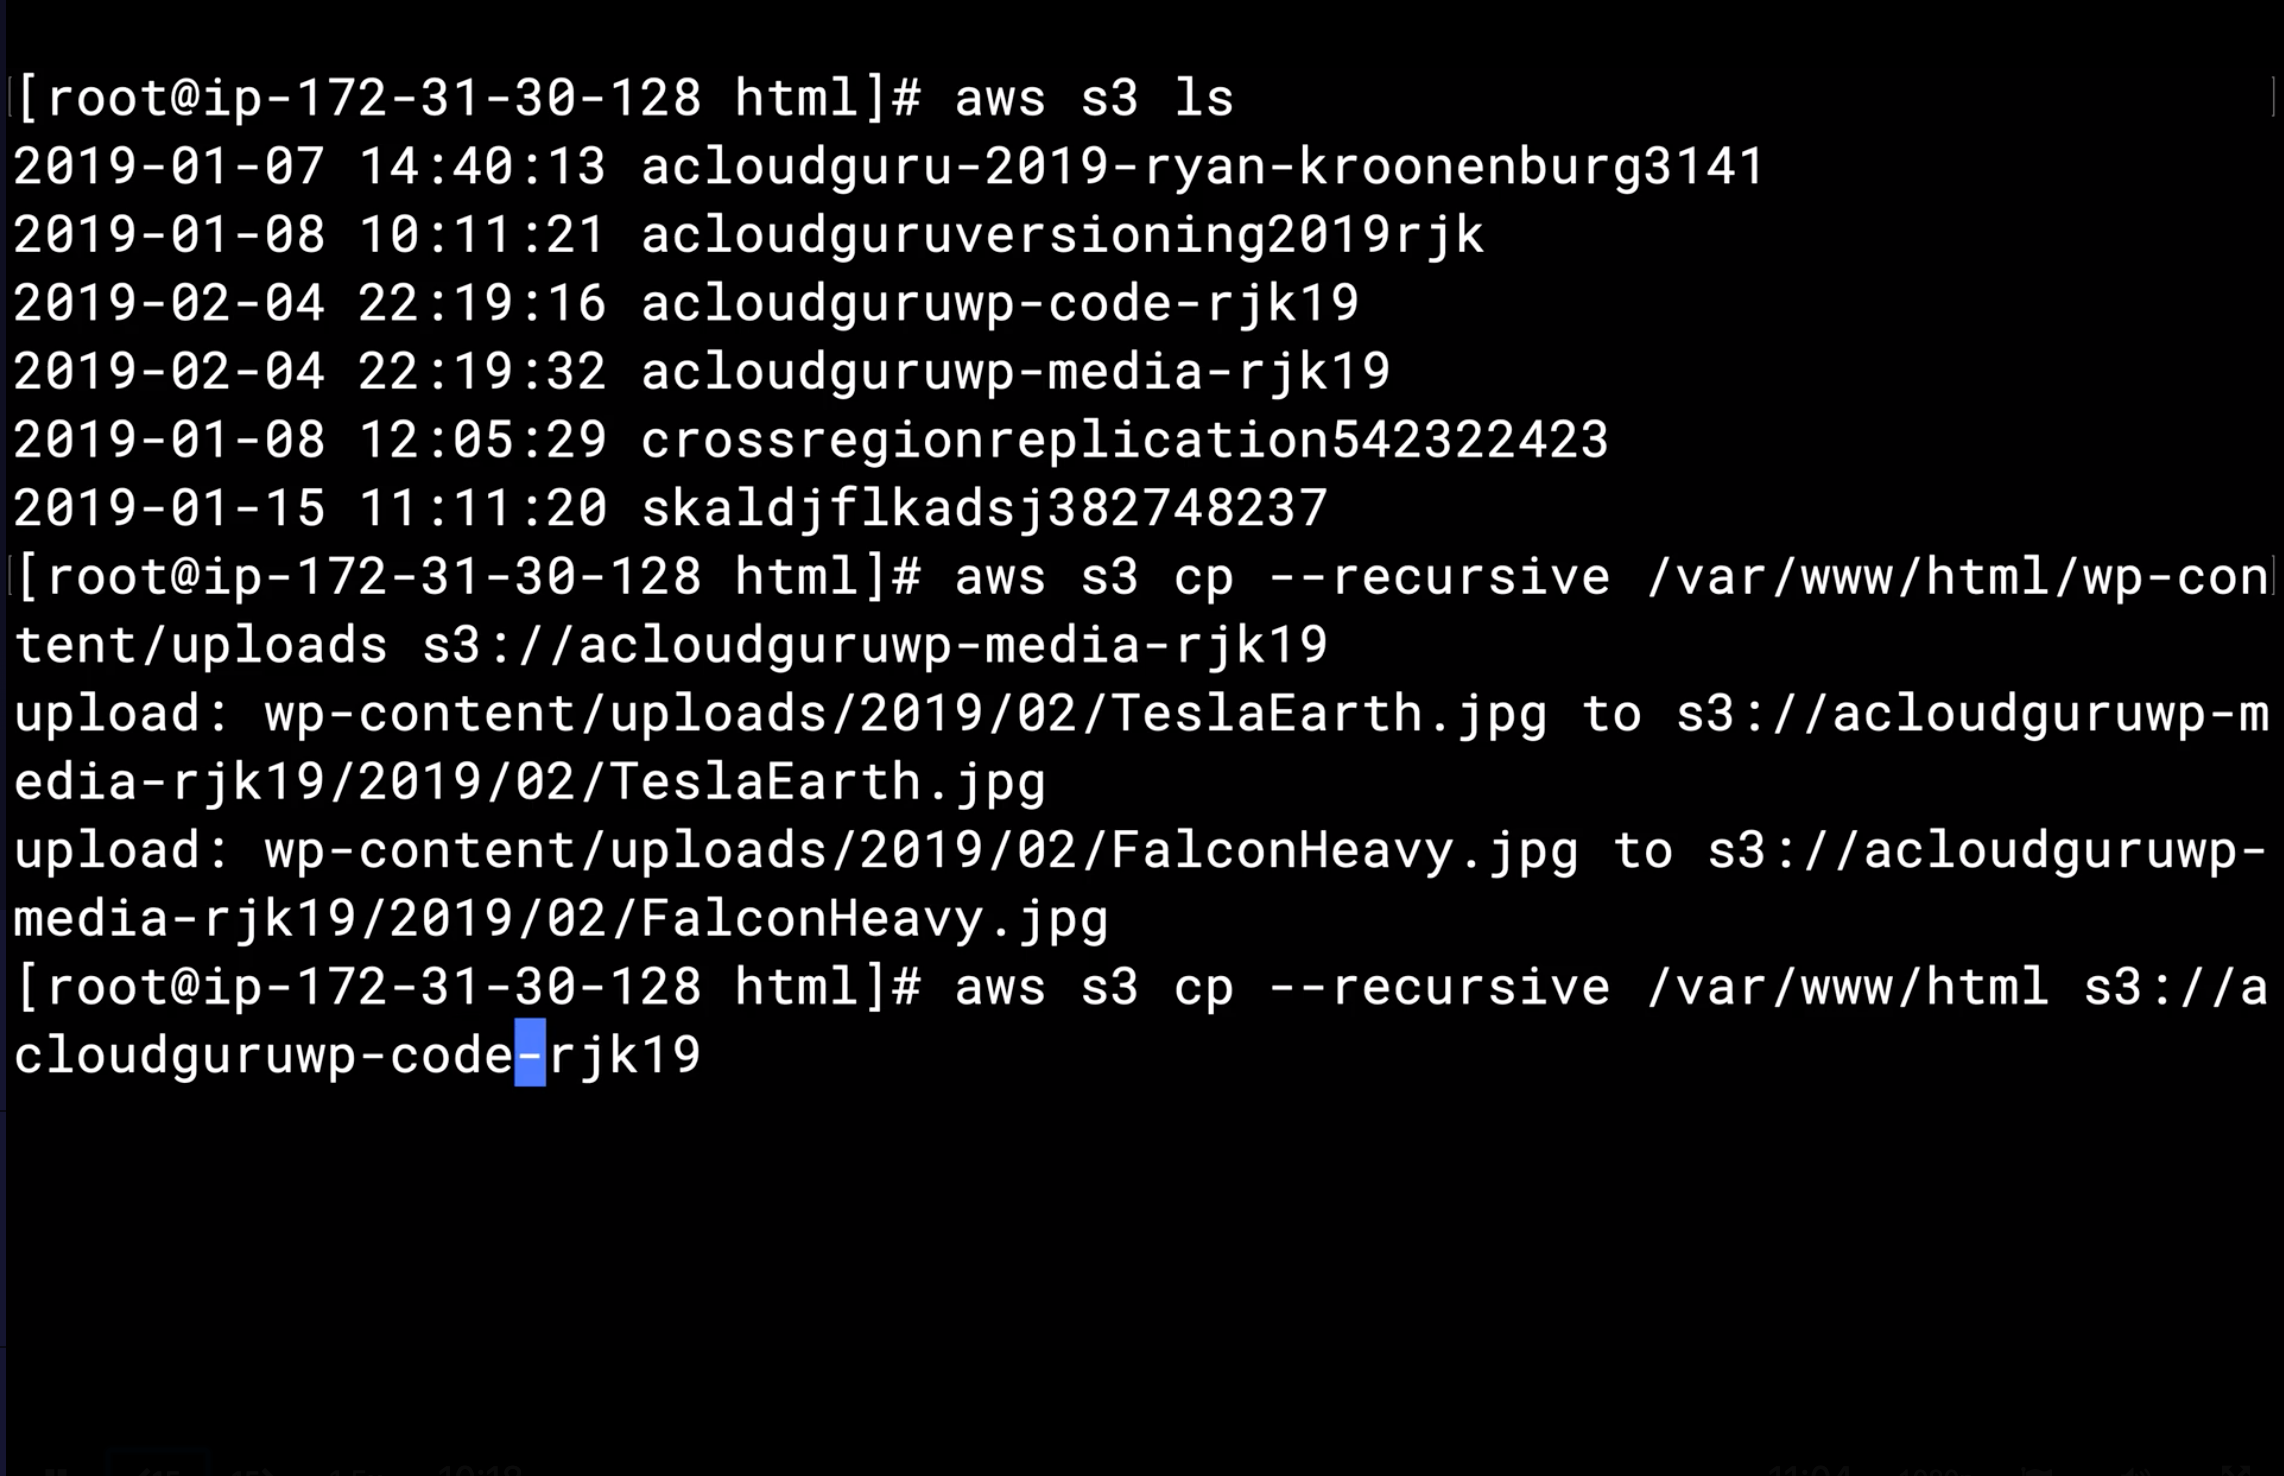 [root@ip-172-31-30-128 html]# aws s3 ls
2019-01-07 14:40:13 acloudguru-2019-ryan-kroonenburg3141
2019-01-08 10:11:21 acloudguruversioning2019rjk
2019-02-04 22:19:16 acloudguruwp-code-rjk19
2019-02-04 22:19:32 acloudguruwp-media-rjk19
2019-01-08 12:05:29 crossregionreplication542322423
2019-01-15 11:11:20 skaldjflkadsj382748237
[root@ip-172-31-30-128 html]# aws s3 cp --recursive /var/www/html/wp-con
tent/uploads s3://acloudguruwp-media-rjk19
upload: wp-content/uploads/2019/02/TeslaEarth.jpg to s3://acloudguruwp-m
edia-rjk19/2019/02/TeslaEarth.jpg
upload: wp-content/uploads/2019/02/FalconHeavy.jpg to s3://acloudguruwp-
media-rjk19/2019/02/FalconHeavy.jpg
[root@ip-172-31-30-128 html]# aws s3 cp --recursive /var/www/html s3://a
cloudguruwp-code-rjk19